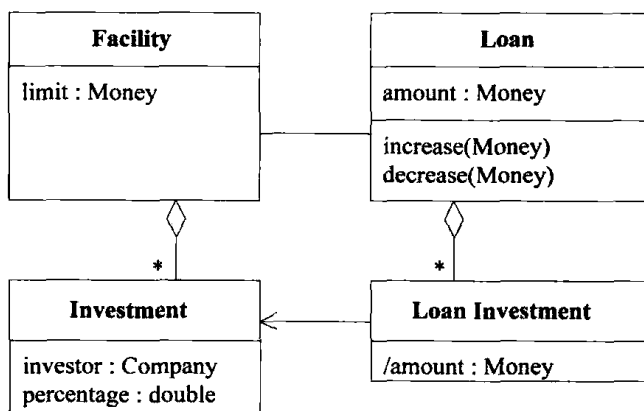 Facility
limit : Money
Loan
amount : Money
increase(Money)
decrease(Money)
*
*
Investment
investor : Company
percentage : double
Loan Investment
/amount : Money